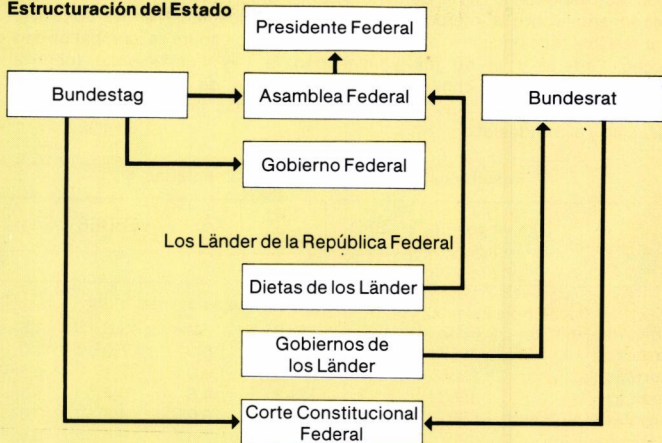 Estructuración del Estado
Presidente Federal
Bundestag
Asamblea Federal
Bundesrat
Gobierno Federal
Los Länder de la República Federal
Dietas de los Länder
Gobiernos de
los Länder
Corte Constitucional
Federal